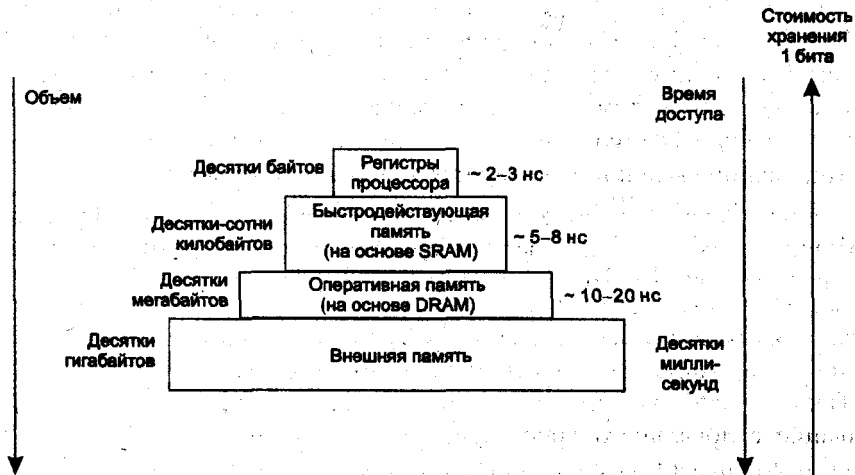 Стоимость
хранения
1 бита
Объем
Время
доступа
Десятки байтов
Регистры
процессора
~ 2–3 нс
Десятки-сотни
килобайтов
Быстродействующая
память
(на основе SRAM)
~ 5–8 нс
Десятки
мегабайтов
Оперативная память
(на основе DRAM)
~ 10–20 нс
Десятки
гигабайтов
Внешняя память
Десятки
милли-
секунд